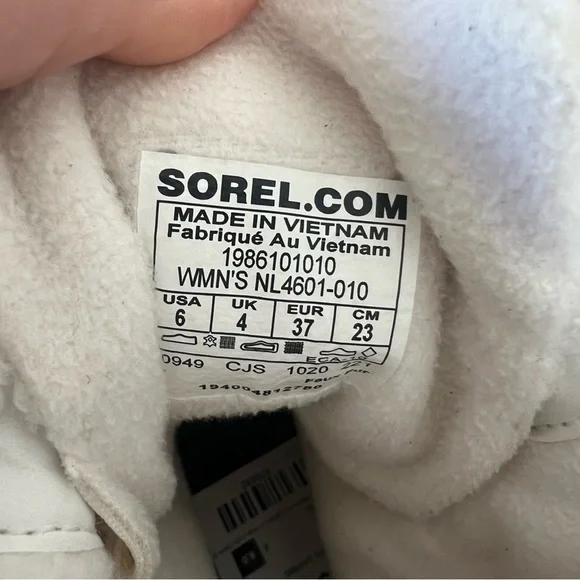 SOREL.COM
MADE IN VIETNAM
Fabriqué Au Vietnam
1986101010
WMN'S NL4601-010
USA UK EUR CM
6 4 37 23
0949 CJS 1020